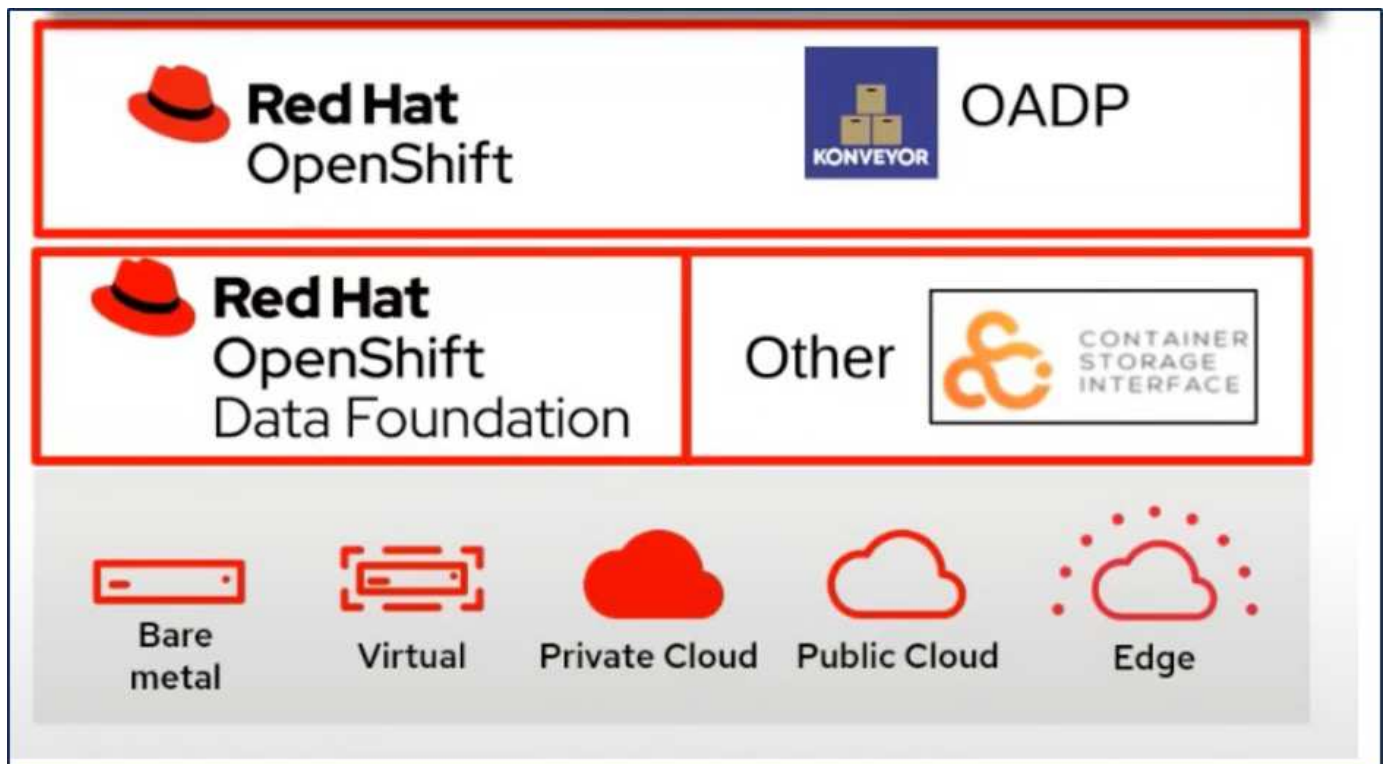 Red Hat
OpenShift
KONVEYOR
OADP
Red Hat
OpenShift
Data Foundation
Other
CONTAINER
STORAGE
INTERFACE
Bare
metal
Virtual
Private Cloud
Public Cloud
Edge